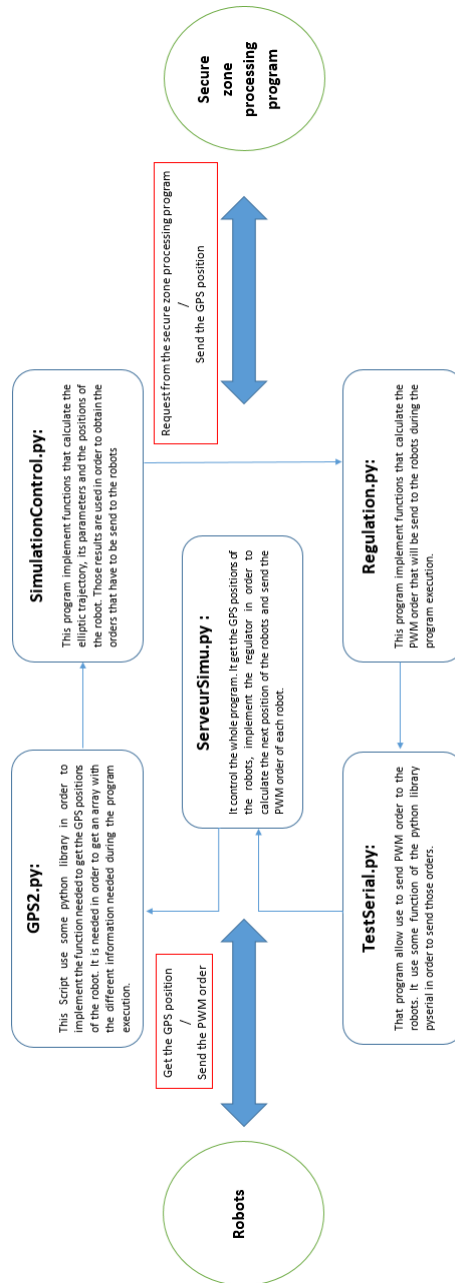 Robots
Get the GPS position
/
Send the PWM order
GPS2.py:
This Script use some python library in order to
implement the function needed to get the GPS positions
of the robot. It is needed in order to get an array with
the different information needed during the program
execution.
SimulationControl.py:
This program implement functions that calculate the
elliptic trajectory, its parameters and the positions of
the robot. Those results are used in order to obtain the
orders that have to be send to the robots
ServeurSimu.py :
It control the whole program. It get the GPS positions of
the robots, implement the regulator in order to
calculate the next position of the robots and send the
PWM order of each robot.
TestSerial.py:
That program allow use to send PWM order to the
robots. It use some function of the python library
pyserial in order to send those orders.
Regulation.py:
This program implement functions that calculate the
PWM order that will be send to the robots during the
program execution.
Request from the secure zone processing program
/
Send the GPS position
Secure
zone
processing
program